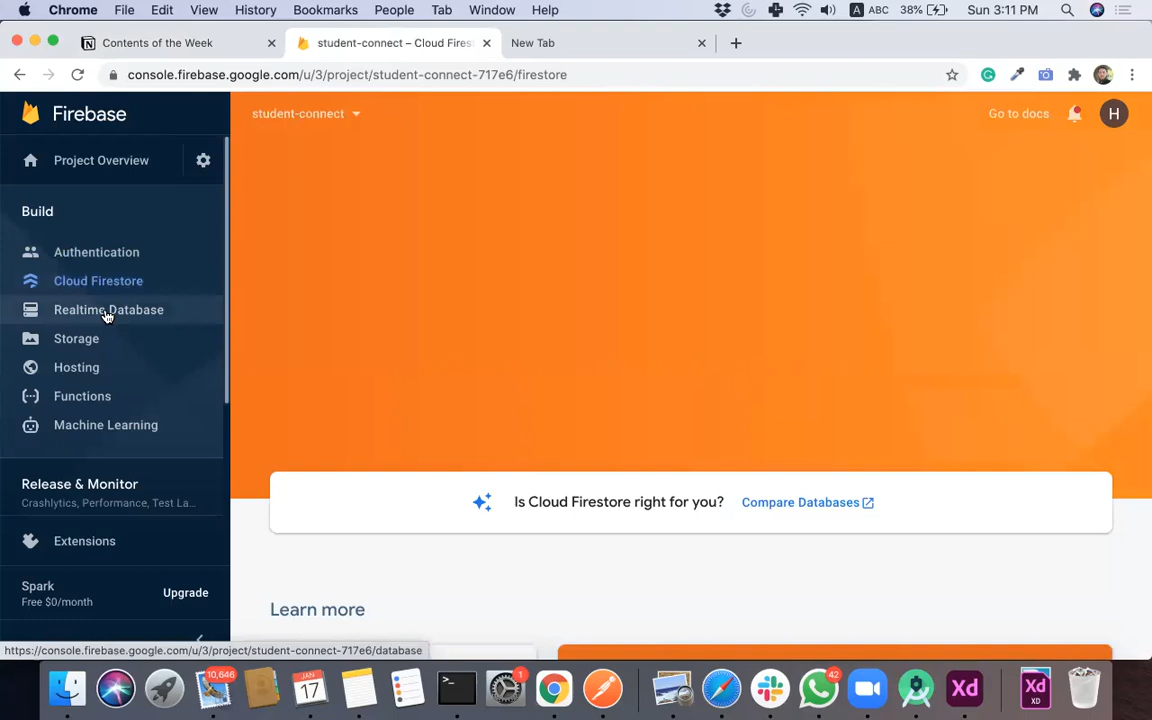 Chrome File Edit View History Bookmarks People Tab Window Help A ABC 38% Sun 3:11 PM
Contents of the Week student-connect – Cloud Fires New Tab
console.firebase.google.com/u/3/project/student-connect-717e6/firestore
Firebase
student-connect
Go to docs
H
Project Overview
Build
Authentication
Cloud Firestore
Realtime Database
Storage
Hosting
Functions
Machine Learning
Release & Monitor
Crashlytics, Performance, Test La...
Extensions
Spark
Free $0/month
Upgrade
Is Cloud Firestore right for you? Compare Databases
Learn more
https://console.firebase.google.com/u/3/project/student-connect-717e6/database
10,646
JAN
17
>_
1
42
Xd
Xd
XD